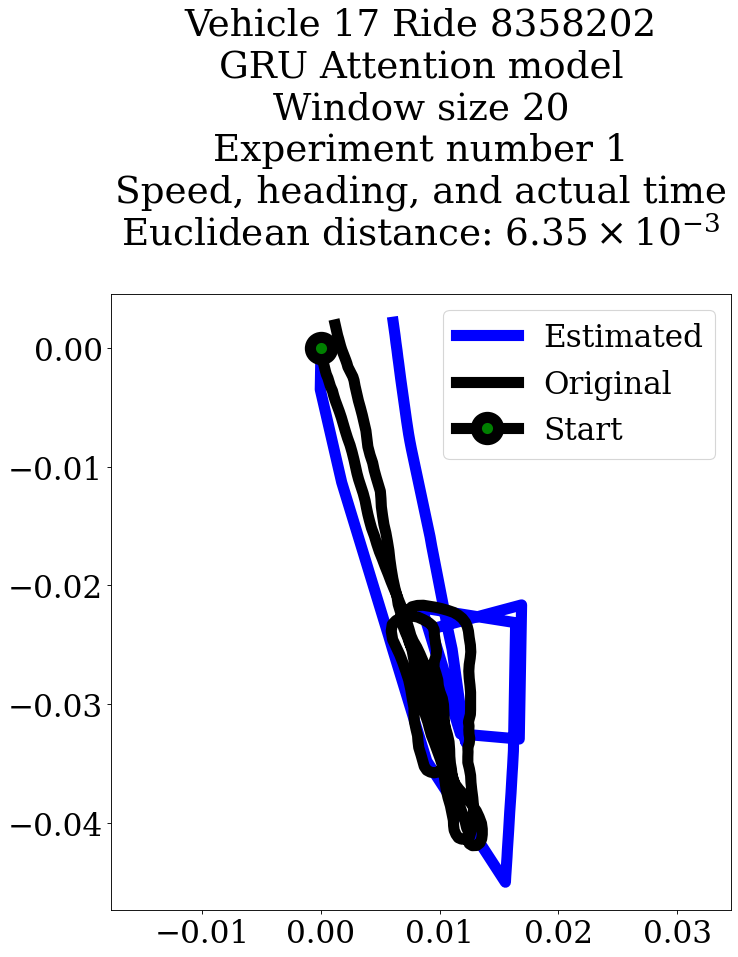 Vehicle 17 Ride 8358202
GRU Attention model
Window size 20
Experiment number 1
Speed, heading, and actual time
Euclidean distance: 6.35 × 10⁻³
Estimated
Original
Start
0.00
−0.01
−0.02
−0.03
−0.04
−0.01 0.00 0.01 0.02 0.03